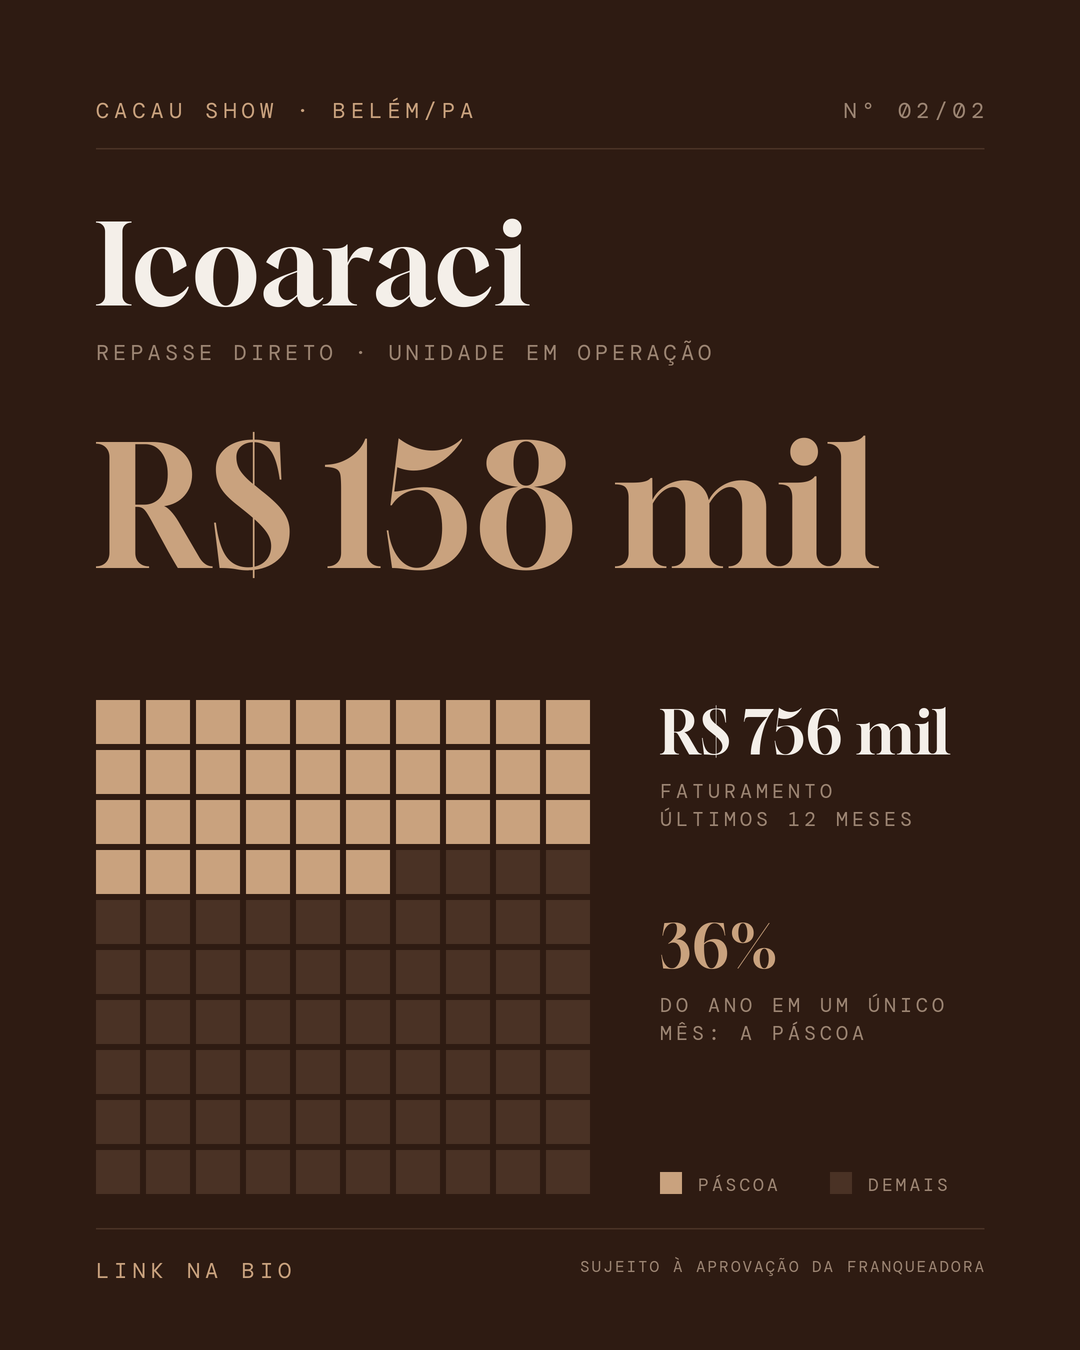 CACAU SHOW · BELÉM/PA
N° 02/02
Icoaraci
REPASSE DIRETO · UNIDADE EM OPERAÇÃO
R$ 158 mil
R$ 756 mil
FATURAMENTO
ÚLTIMOS 12 MESES
36%
DO ANO EM UM ÚNICO
MÊS: A PÁSCOA
PÁSCOA
DEMAIS
LINK NA BIO
SUJEITO À APROVAÇÃO DA FRANQUEADORA